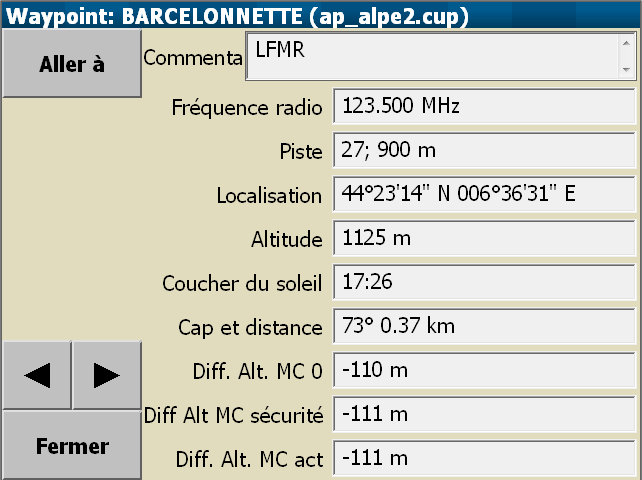 Waypoint: BARCELONNETTE (ap_alpe2.cup)
Aller à
Commenta LFMR
Fréquence radio 123.500 MHz
Piste 27; 900 m
Localisation 44°23'14" N 006°36'31" E
Altitude 1125 m
Coucher du soleil 17:26
Cap et distance 73° 0.37 km
Diff. Alt. MC 0 -110 m
Diff Alt MC sécurité -111 m
Fermer
Diff. Alt. MC act -111 m